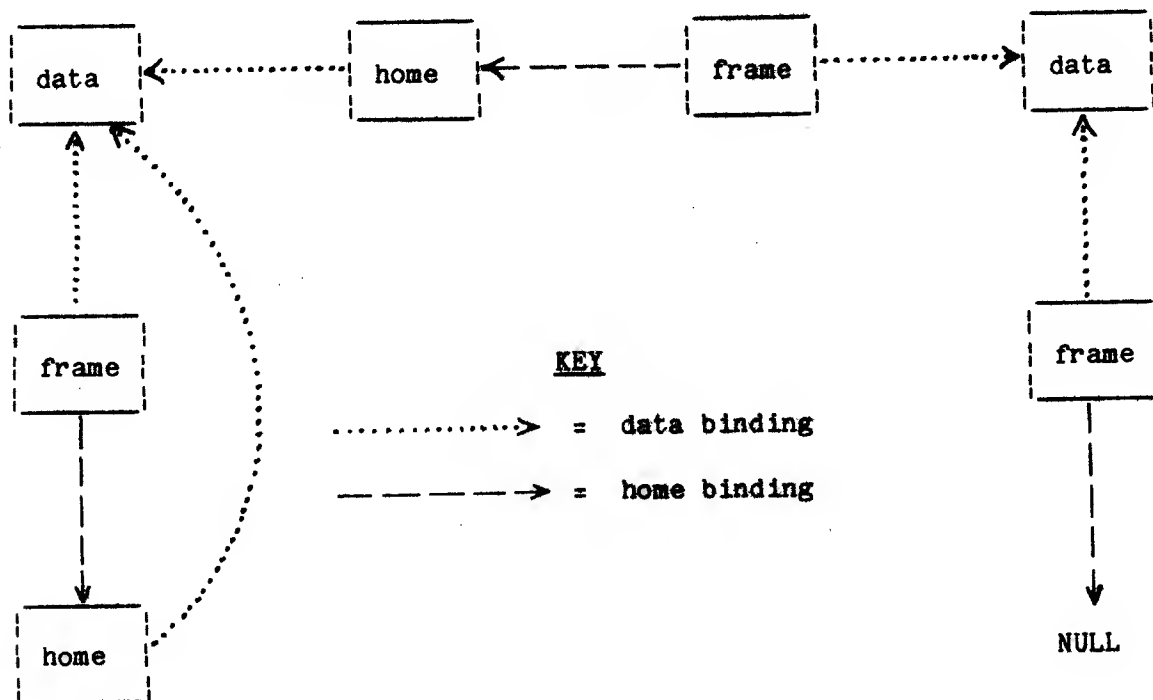 data home frame data
frame frame
KEY
= data binding
= home binding
home NULL